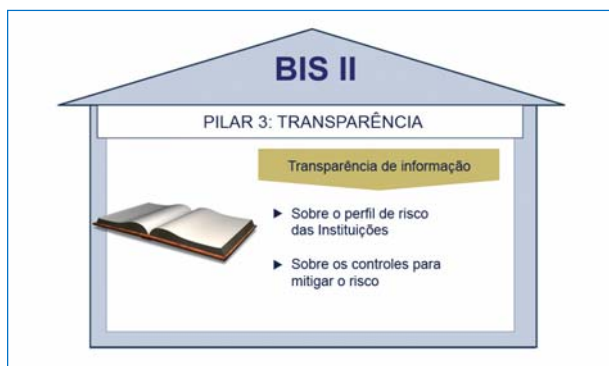 BIS II
PILAR 3: TRANSPARÊNCIA
Transparência de informação
► Sobre o perfil de risco
das Instituições
► Sobre os controles para
mitigar o risco